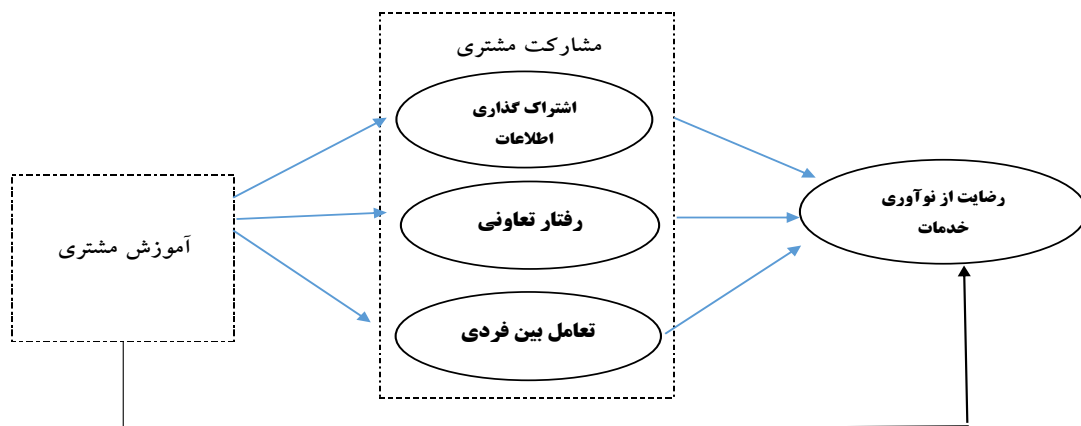 مشارکت مشتری
اشتراک گذاری
اطلاعات
رفتار تعاونی
تعامل بین فردی
آموزش مشتری
رضایت از نوآوری
خدمات